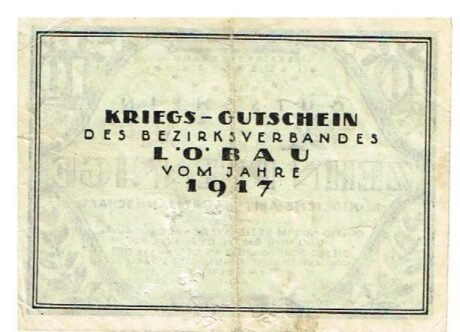 KRIEGS-GUTSCHEIN
DES BEZIRKSVERBANDES
LÖBAU
VOM JAHRE
1917